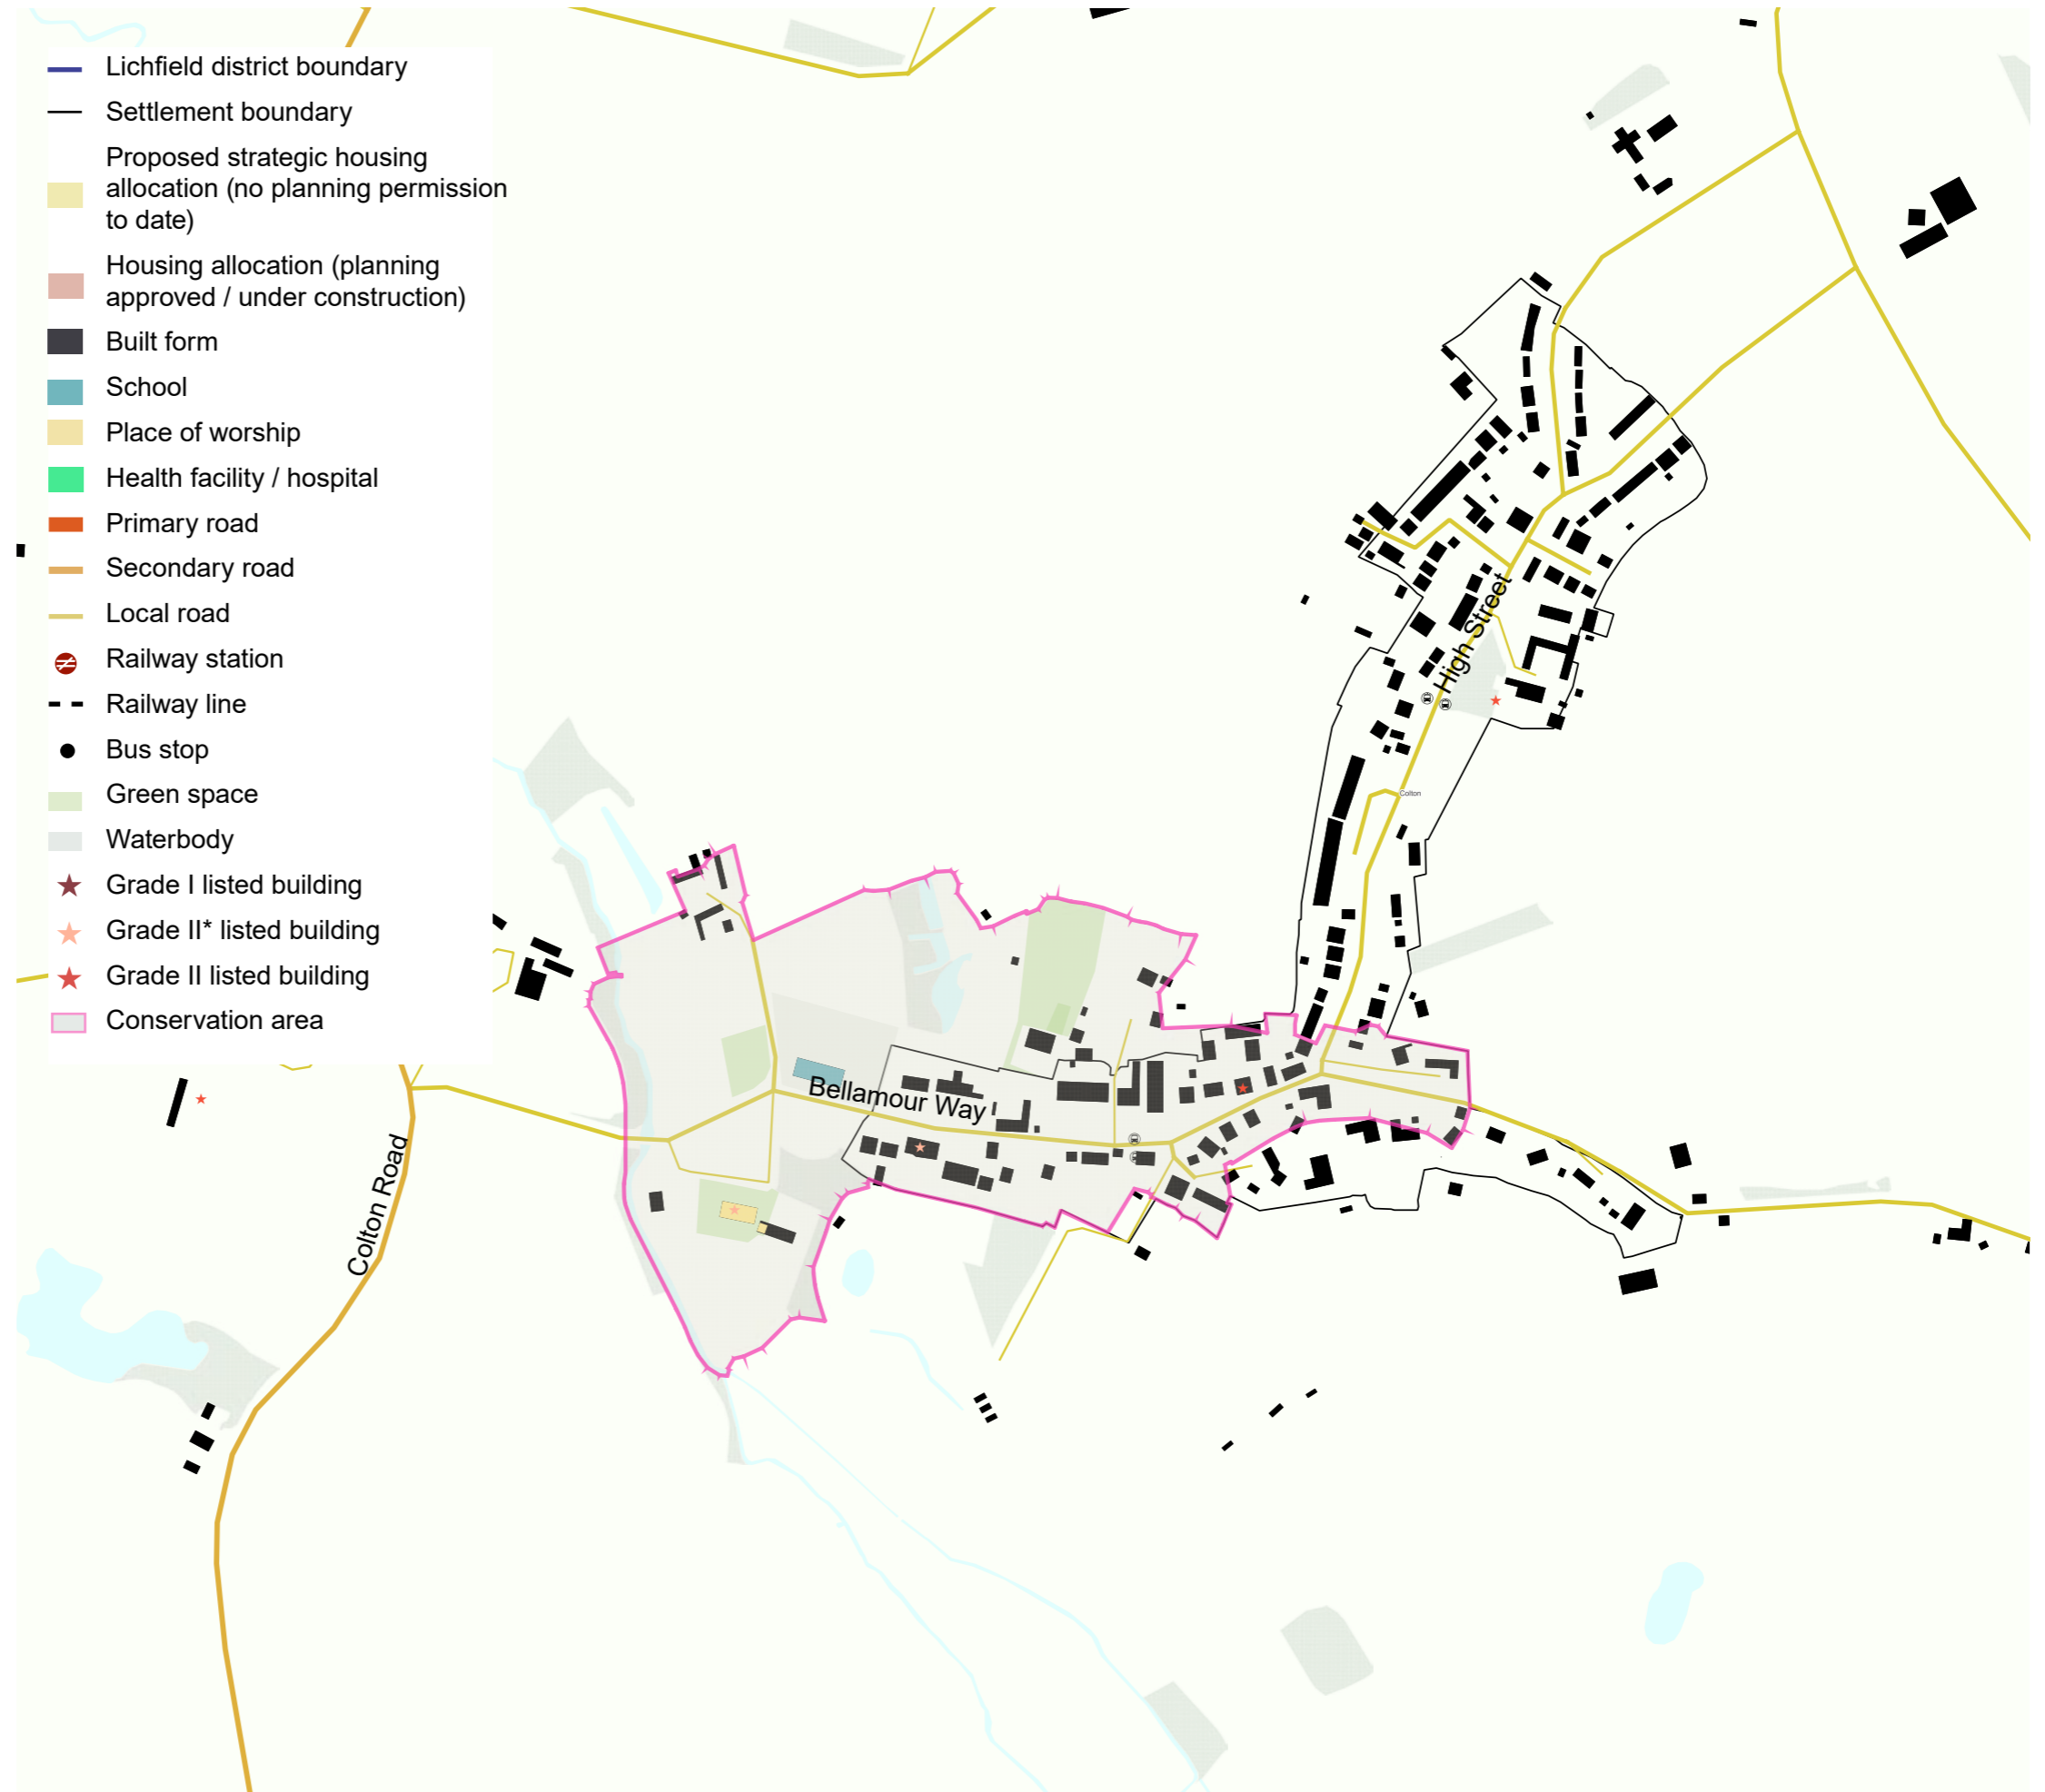 Lichfield district boundary
Settlement boundary
Proposed strategic housing
allocation (no planning permission
to date)
Housing allocation (planning
approved / under construction)
Built form
School
Place of worship
Health facility / hospital
Primary road
Secondary road
Local road
Railway station
Railway line
Bus stop
Green space
Waterbody
Grade I listed building
Grade II* listed building
Grade II listed building
Conservation area
High Street
Colton
Bellamour Way
Colton Road